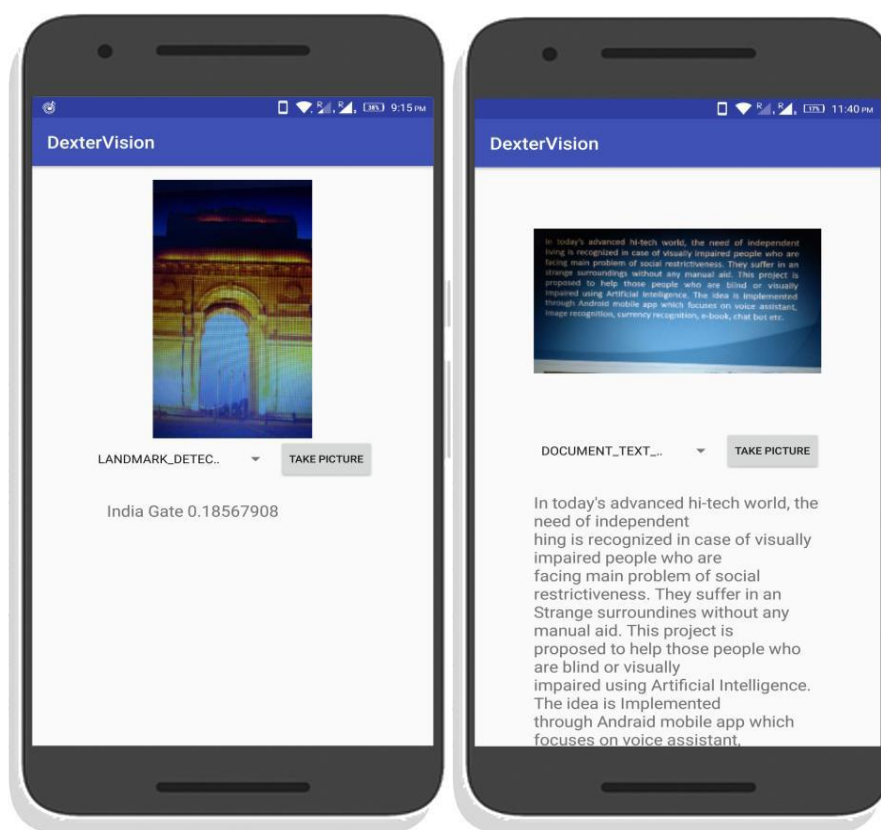 9:15 PM
DexterVision
LANDMARK_DETEC..
TAKE PICTURE
India Gate 0.18567908
11:40 PM
DexterVision
In today's advanced hi-tech world, the need of independent
living is recognized in case of visually impaired people who are
facing main problem of social restrictiveness. They suffer in an
strange surroundings without any manual aid. This project is
proposed to help those people who are blind or visually
impaired using Artificial Intelligence. The idea is Implemented
through Android mobile app which focuses on voice assistant,
image recognition, currency recognition, e-book, chat bot etc.
DOCUMENT_TEXT_..
TAKE PICTURE
In today's advanced hi-tech world, the
need of independent
hing is recognized in case of visually
impaired people who are
facing main problem of social
restrictiveness. They suffer in an
Strange surroundines without any
manual aid. This project is
proposed to help those people who
are blind or visually
impaired using Artificial Intelligence.
The idea is Implemented
through Andraid mobile app which
focuses on voice assistant,